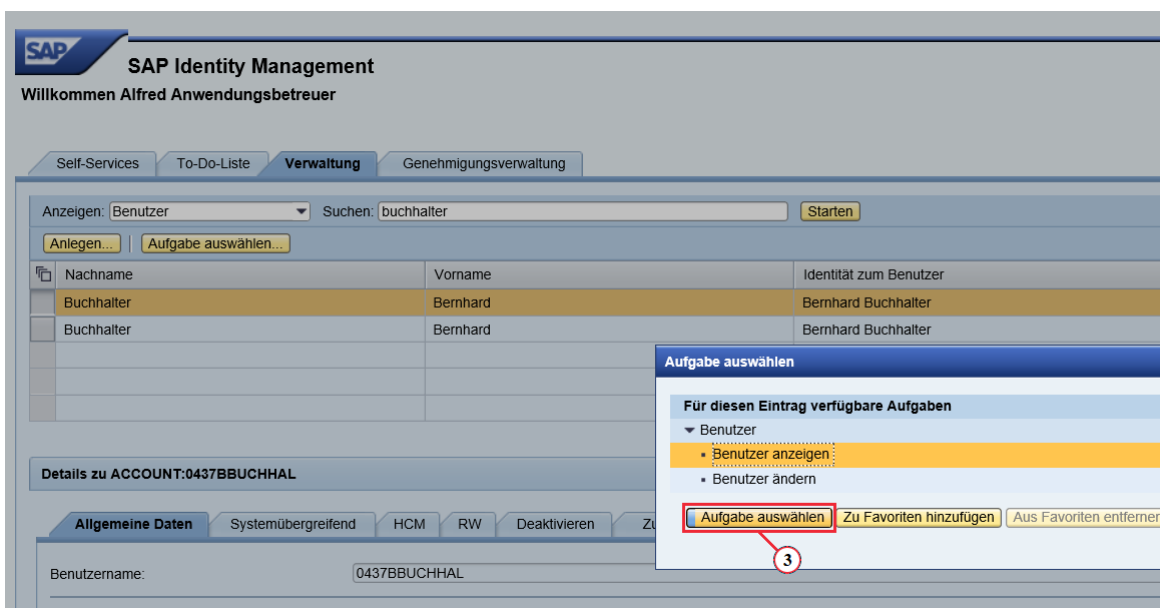 SAP
SAP Identity Management
Willkommen Alfred Anwendungsbetreuer
Self-Services To-Do-Liste Verwaltung Genehmigungsverwaltung
Anzeigen: Benutzer Suchen: buchhalter Starten
Anlegen... Aufgabe auswählen...
Nachname Vorname Identität zum Benutzer
Buchhalter Bernhard Bernhard Buchhalter
Buchhalter Bernhard Bernhard Buchhalter
Aufgabe auswählen
Für diesen Eintrag verfügbare Aufgaben
Benutzer
Benutzer anzeigen
Benutzer ändern
Aufgabe auswählen Zu Favoriten hinzufügen Aus Favoriten
3
Details zu ACCOUNT:0437BBUCHHAL
Allgemeine Daten Systemübergreifend HCM RW Deaktivieren
Benutzername: 0437BBUCHHAL